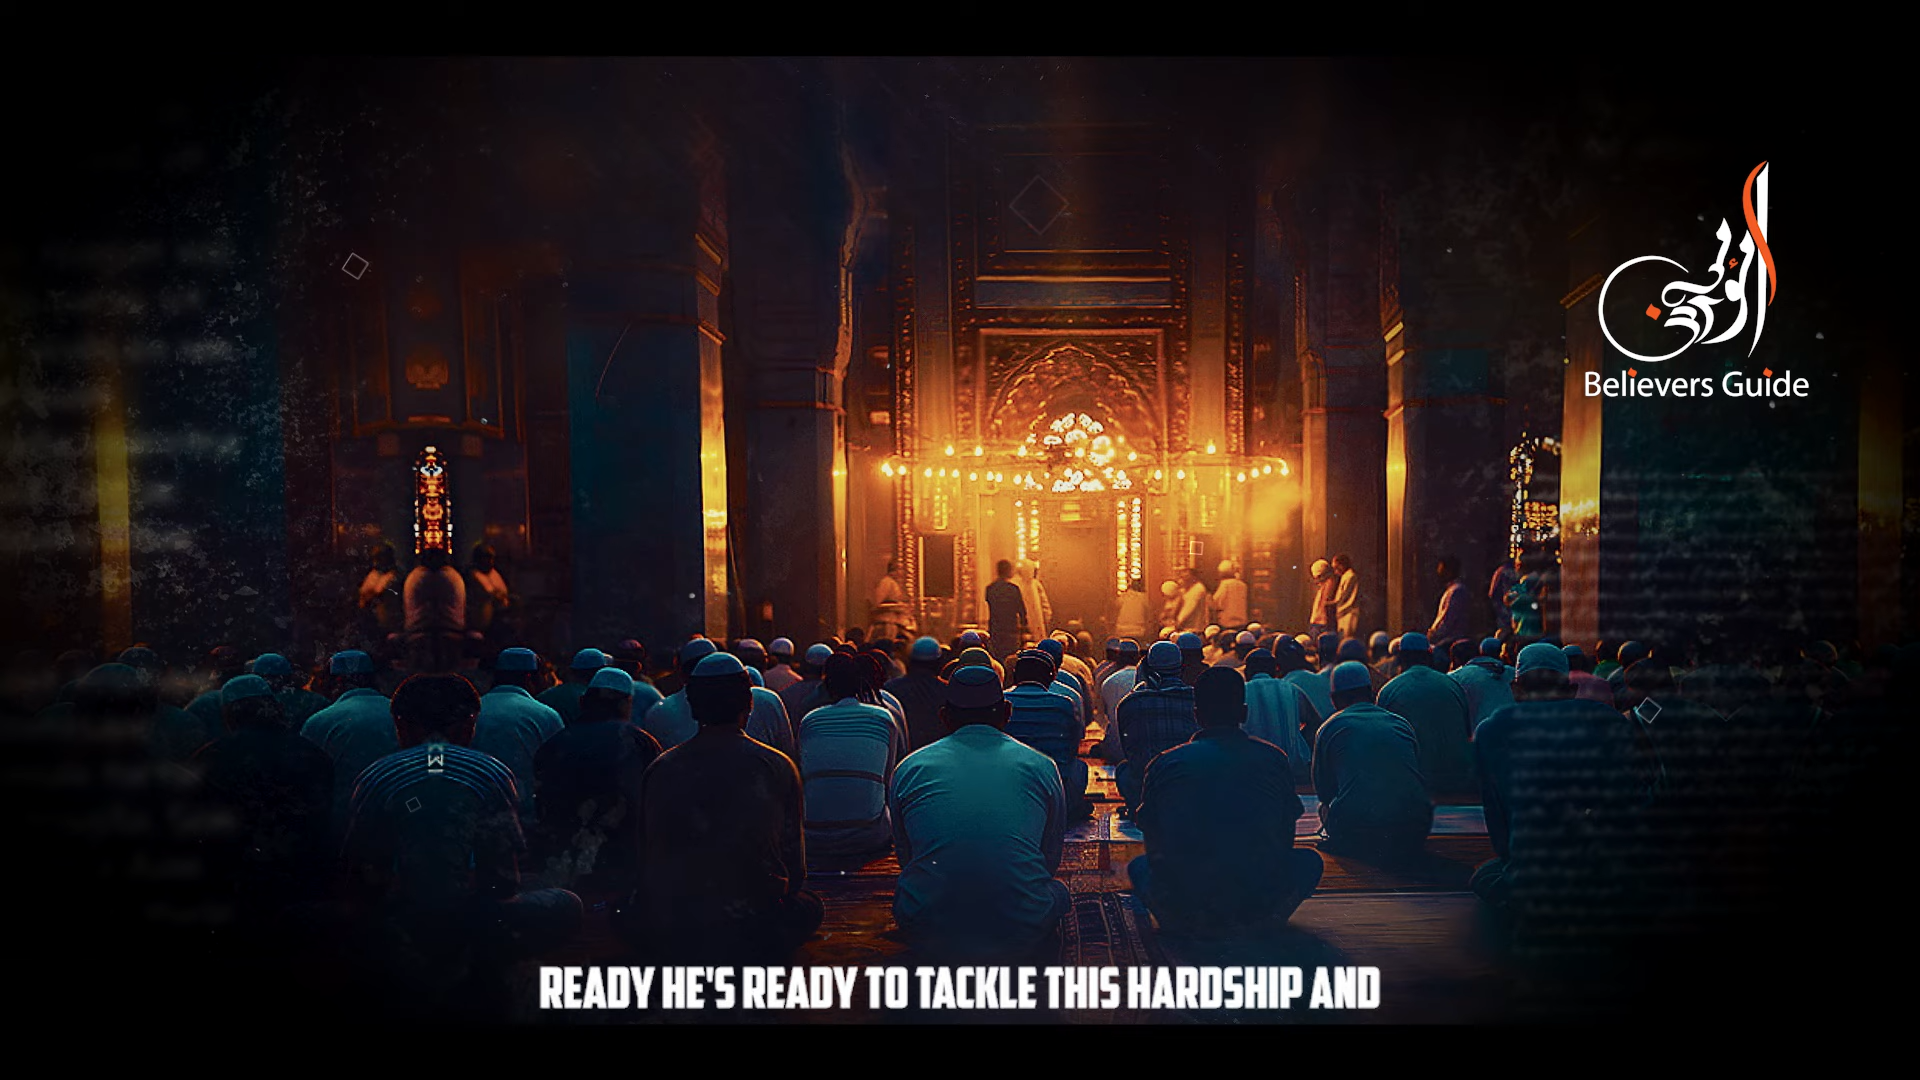 Believers Guide
READY HE'S READY TO TACKLE THIS HARDSHIP AND